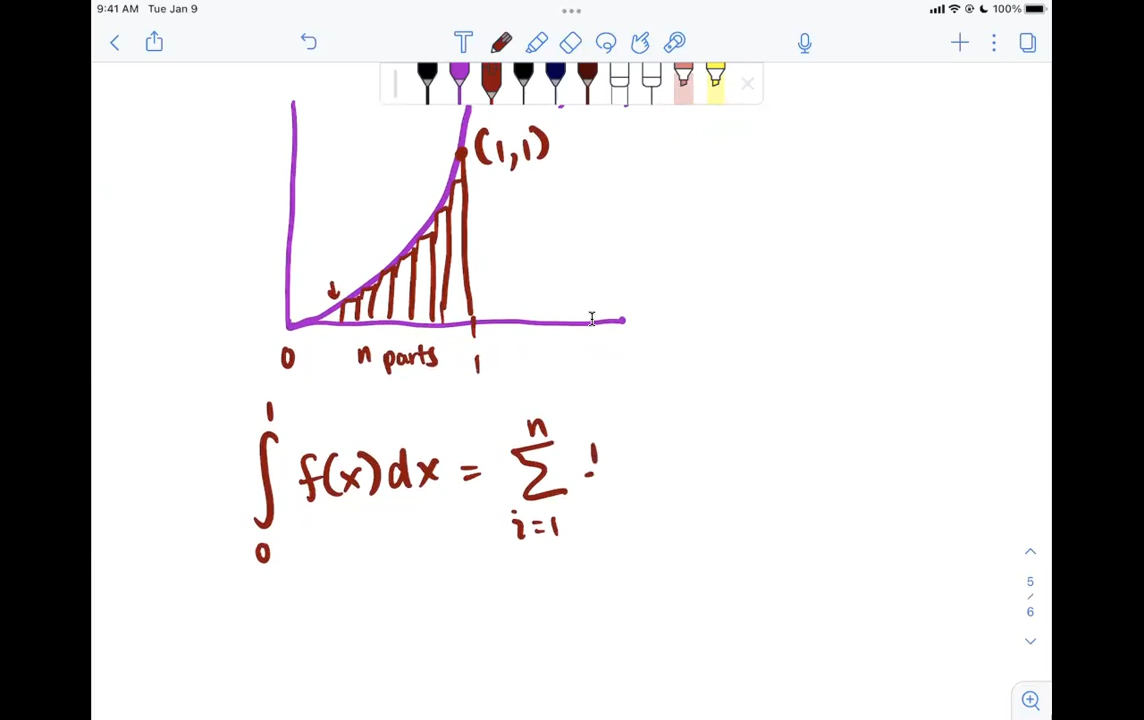 9:41 AM Tue Jan 9
100%
T
(1,1)
0 n parts 1
1
∫ f(x)dx = Σ
0
n
i=1
5
/
6